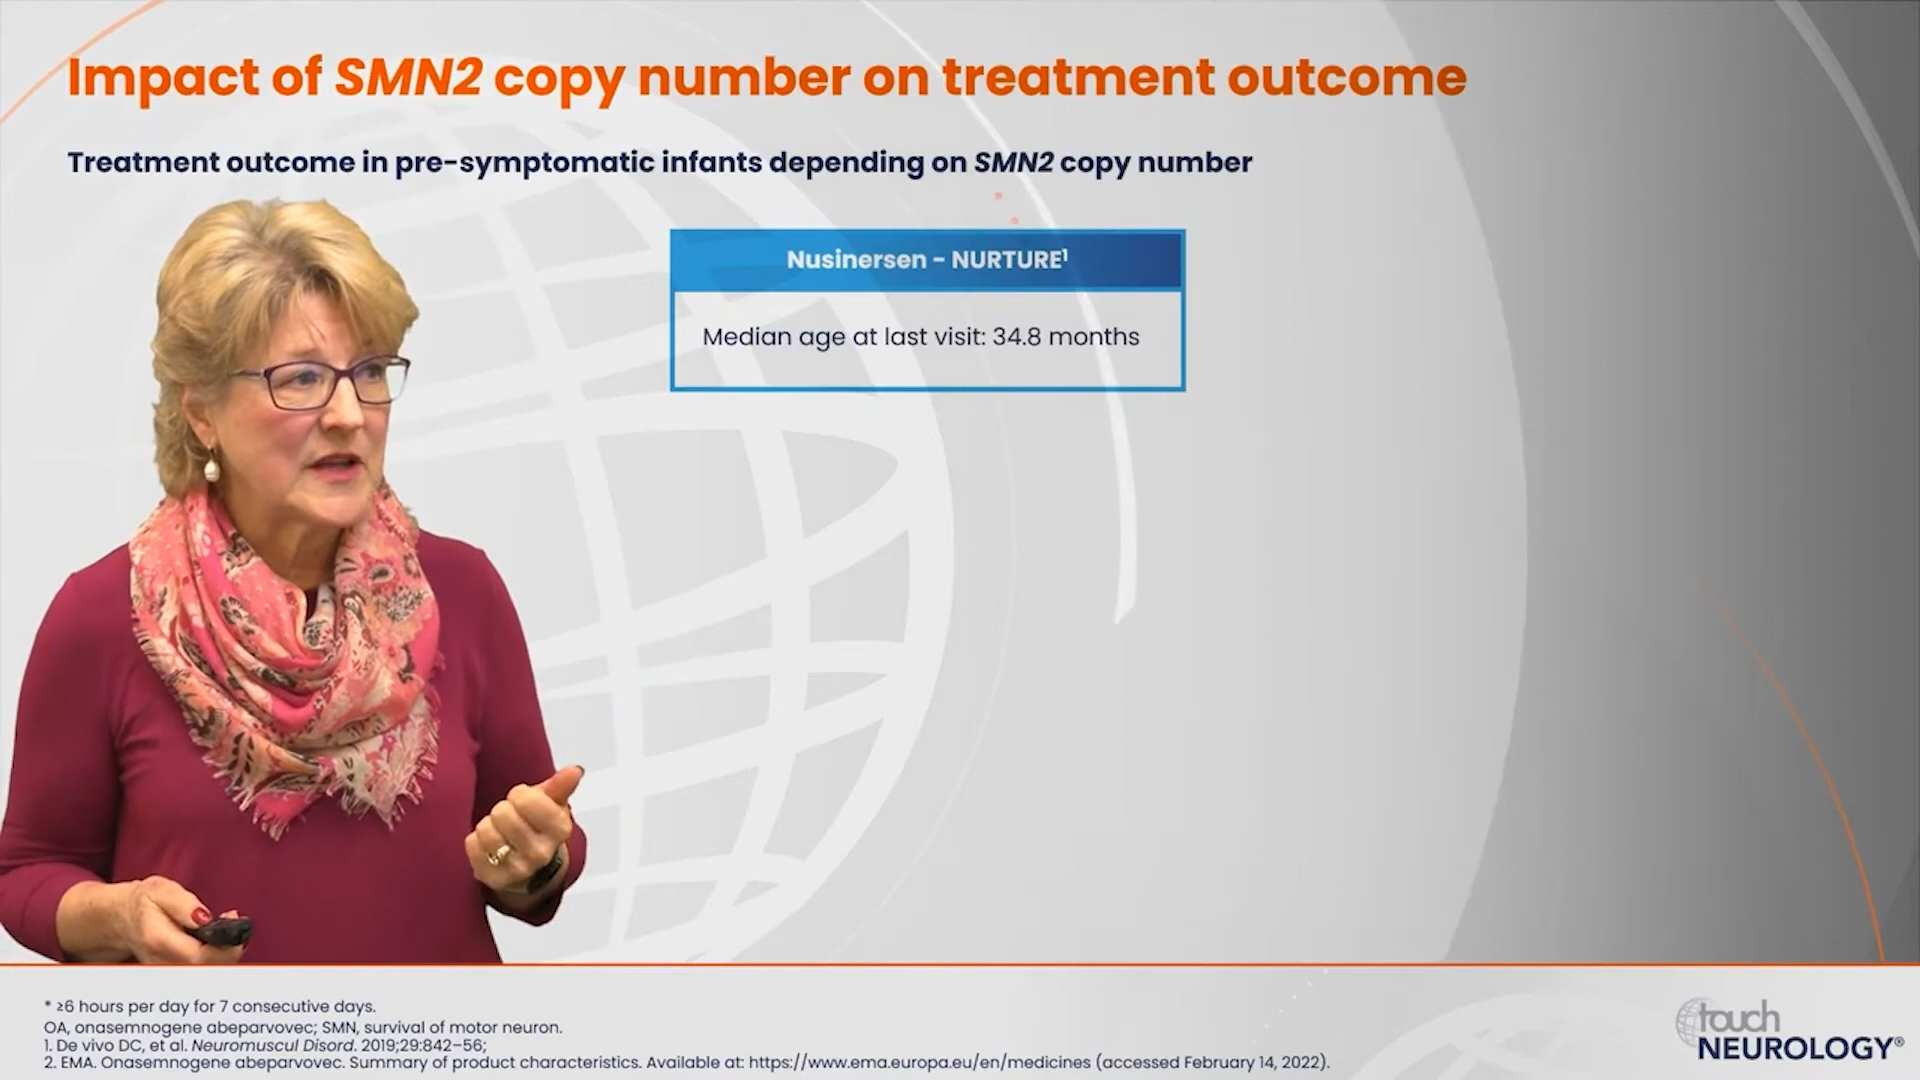 Impact of SMN2 copy number on treatment outcome
Treatment outcome in pre-symptomatic infants depending on SMN2 copy number
Nusinersen - NURTURE¹
Median age at last visit: 34.8 months
* ≥6 hours per day for 7 consecutive days.
OA, onasemnogene abeparvovec; SMN, survival of motor neuron.
1. De vivo DC, et al. Neuromuscul Disord. 2019;29:842–56;
2. EMA. Onasemnogene abeparvovec. Summary of product characteristics. Available at: https://www.ema.europa.eu/en/medicines (accessed February 14, 2022).
touch
NEUROLOGY®